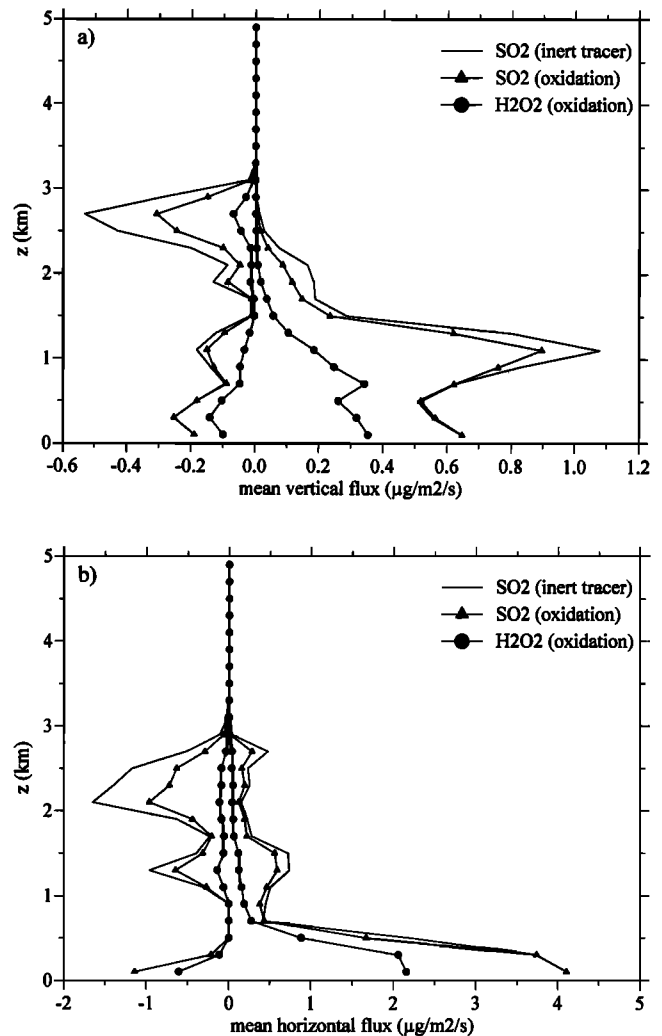 a)
SO2 (inert tracer)
SO2 (oxidation)
H2O2 (oxidation)
z (km)
5
4
3
2
1
0
-0.6 -0.4 -0.2 0.0 0.2 0.4 0.6 0.8 1.0 1.2
mean vertical flux (µg/m2/s)
b)
SO2 (inert tracer)
SO2 (oxidation)
H2O2 (oxidation)
z (km)
5
4
3
2
1
0
-2 -1 0 1 2 3 4 5
mean horizontal flux (µg/m2/s)